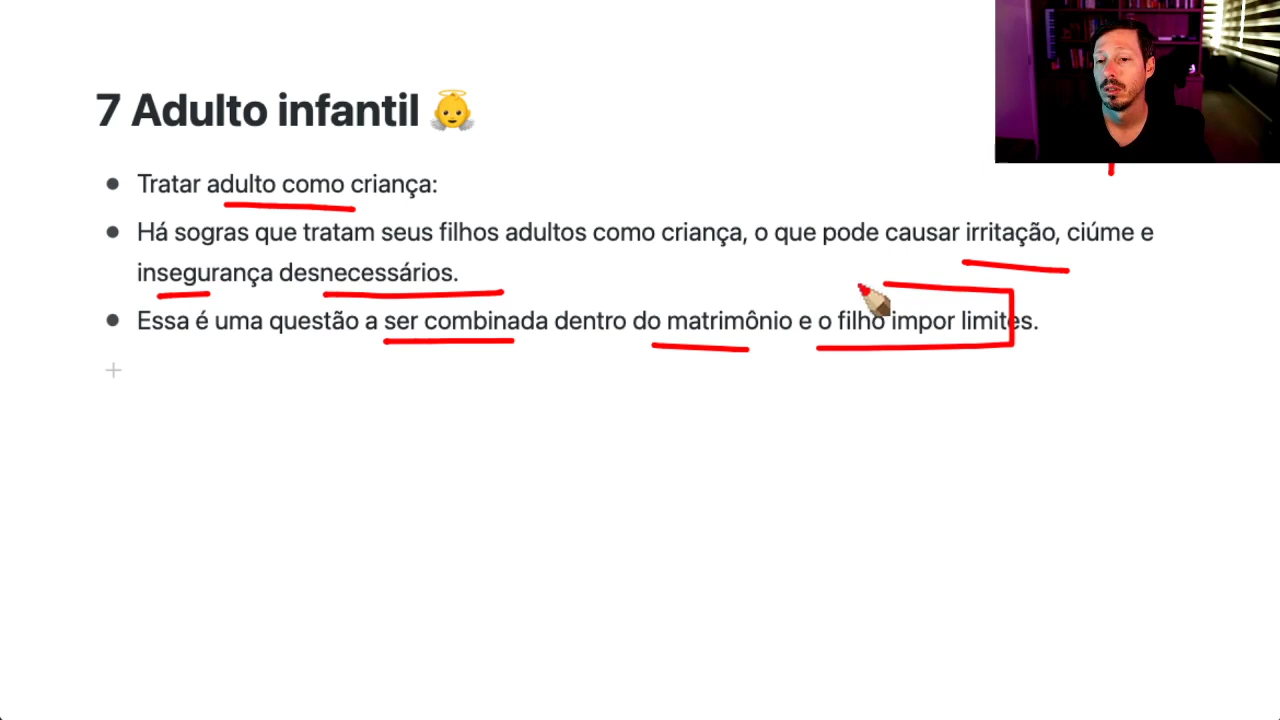 7 Adulto infantil 👼
• Tratar adulto como criança:
• Há sogras que tratam seus filhos adultos como criança, o que pode causar irritação, ciúme e
insegurança desnecessários.
• Essa é uma questão a ser combinada dentro do matrimônio e o filho impor limites.